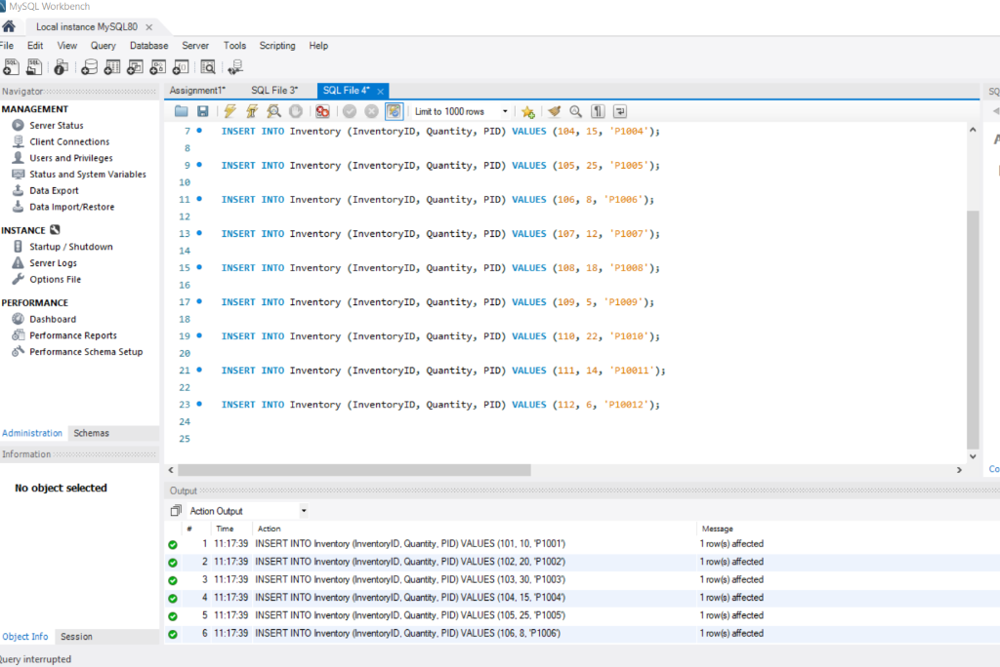 MySQL Workbench
Local instance MySQL80 ×
File Edit View Query Database Server Tools Scripting Help
Navigator
MANAGEMENT
Server Status
Client Connections
Users and Privileges
Status and System Variables
Data Export
Data Import/Restore
INSTANCE
Startup / Shutdown
Server Logs
Options File
PERFORMANCE
Dashboard
Performance Reports
Performance Schema Setup
Administration Schemas
Information
No object selected
Object Info Session
Query interrupted
Assignment1* SQL File 3* SQL File 4* ×
Limit to 1000 rows
7 INSERT INTO Inventory (InventoryID, Quantity, PID) VALUES (104, 15, 'P1004');
8
9 INSERT INTO Inventory (InventoryID, Quantity, PID) VALUES (105, 25, 'P1005');
10
11 INSERT INTO Inventory (InventoryID, Quantity, PID) VALUES (106, 8, 'P1006');
12
13 INSERT INTO Inventory (InventoryID, Quantity, PID) VALUES (107, 12, 'P1007');
14
15 INSERT INTO Inventory (InventoryID, Quantity, PID) VALUES (108, 18, 'P1008');
16
17 INSERT INTO Inventory (InventoryID, Quantity, PID) VALUES (109, 5, 'P1009');
18
19 INSERT INTO Inventory (InventoryID, Quantity, PID) VALUES (110, 22, 'P1010');
20
21 INSERT INTO Inventory (InventoryID, Quantity, PID) VALUES (111, 14, 'P10011');
22
23 INSERT INTO Inventory (InventoryID, Quantity, PID) VALUES (112, 6, 'P10012');
24
25
Output
Action Output
# Time Action Message
1 11:17:39 INSERT INTO Inventory (InventoryID, Quantity, PID) VALUES (101, 10, 'P1001') 1 row(s) affected
2 11:17:39 INSERT INTO Inventory (InventoryID, Quantity, PID) VALUES (102, 20, 'P1002') 1 row(s) affected
3 11:17:39 INSERT INTO Inventory (InventoryID, Quantity, PID) VALUES (103, 30, 'P1003') 1 row(s) affected
4 11:17:39 INSERT INTO Inventory (InventoryID, Quantity, PID) VALUES (104, 15, 'P1004') 1 row(s) affected
5 11:17:39 INSERT INTO Inventory (InventoryID, Quantity, PID) VALUES (105, 25, 'P1005') 1 row(s) affected
6 11:17:39 INSERT INTO Inventory (InventoryID, Quantity, PID) VALUES (106, 8, 'P1006') 1 row(s) affected